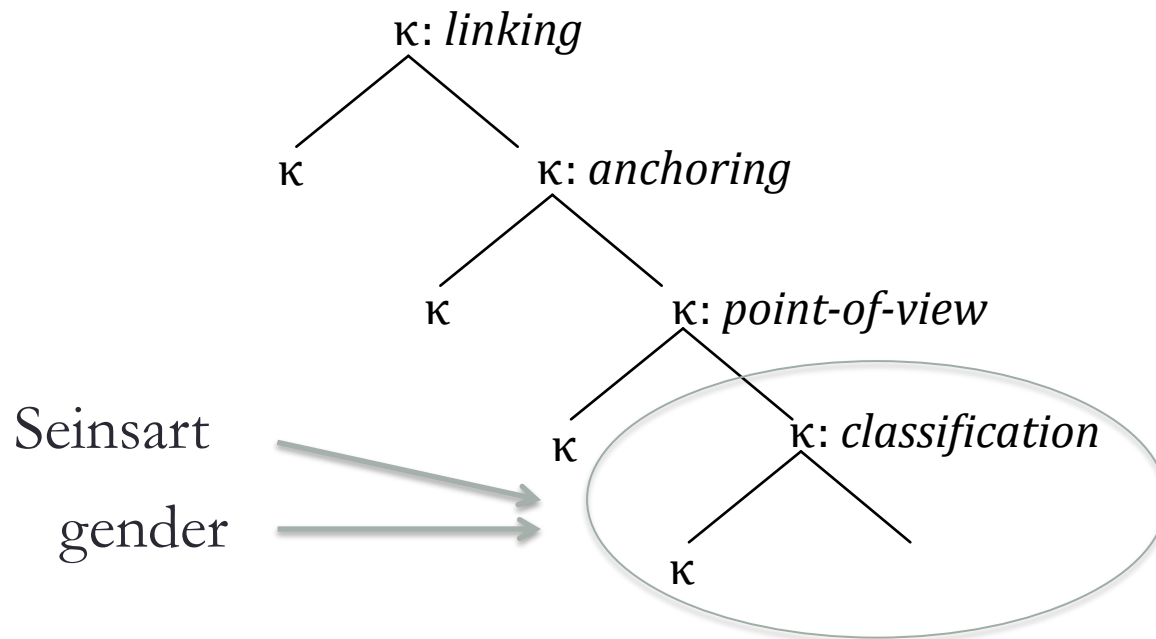 κ: linking
κ
κ: anchoring
κ
κ: point-of-view
Seinsart
κ
κ: classification
gender
κ